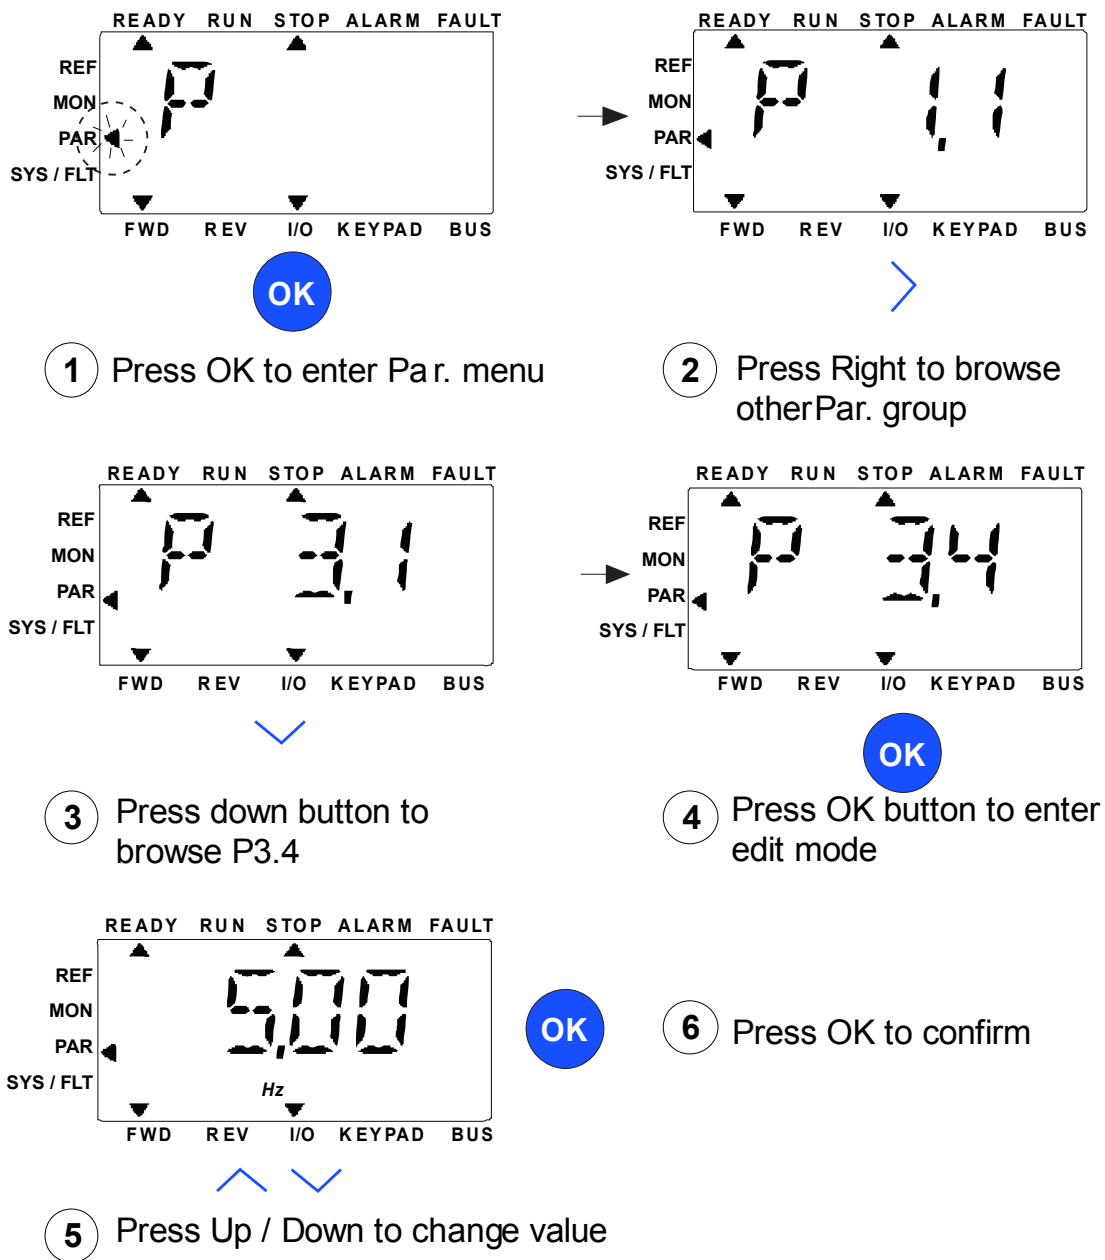 READY RUN STOP ALARM FAULT
REF
MON
PAR
SYS / FLT
P
FWD REV I/O KEYPAD BUS
OK
1 Press OK to enter Par. menu
READY RUN STOP ALARM FAULT
REF
MON
PAR
SYS / FLT
P 1,1
FWD REV I/O KEYPAD BUS
2 Press Right to browse
otherPar. group
READY RUN STOP ALARM FAULT
REF
MON
PAR
SYS / FLT
P 3,1
FWD REV I/O KEYPAD BUS
3 Press down button to
browse P3.4
READY RUN STOP ALARM FAULT
REF
MON
PAR
SYS / FLT
P 3,4
FWD REV I/O KEYPAD BUS
OK
4 Press OK button to enter
edit mode
READY RUN STOP ALARM FAULT
REF
MON
PAR
SYS / FLT
5,00
Hz
FWD REV I/O KEYPAD BUS
5 Press Up / Down to change value
OK
6 Press OK to confirm